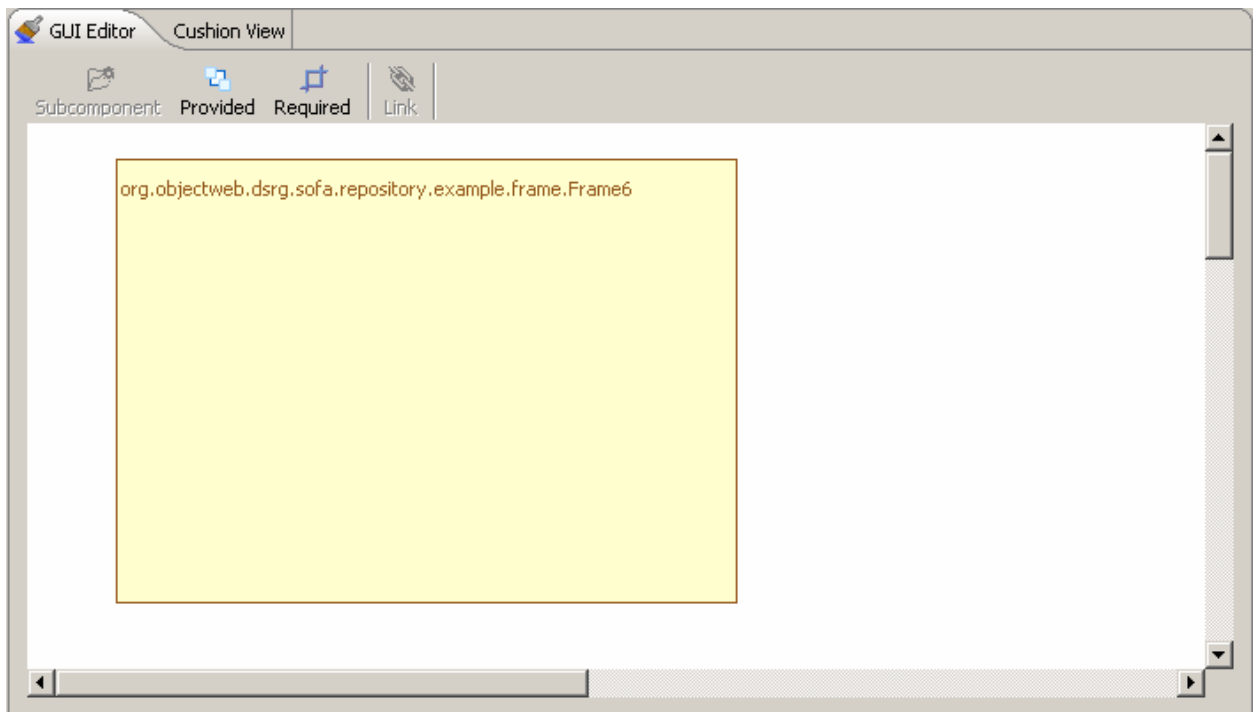 GUI Editor Cushion View
Subcomponent Provided Required Link
org.objectweb.dsrg.sofa.repository.example.frame.Frame6